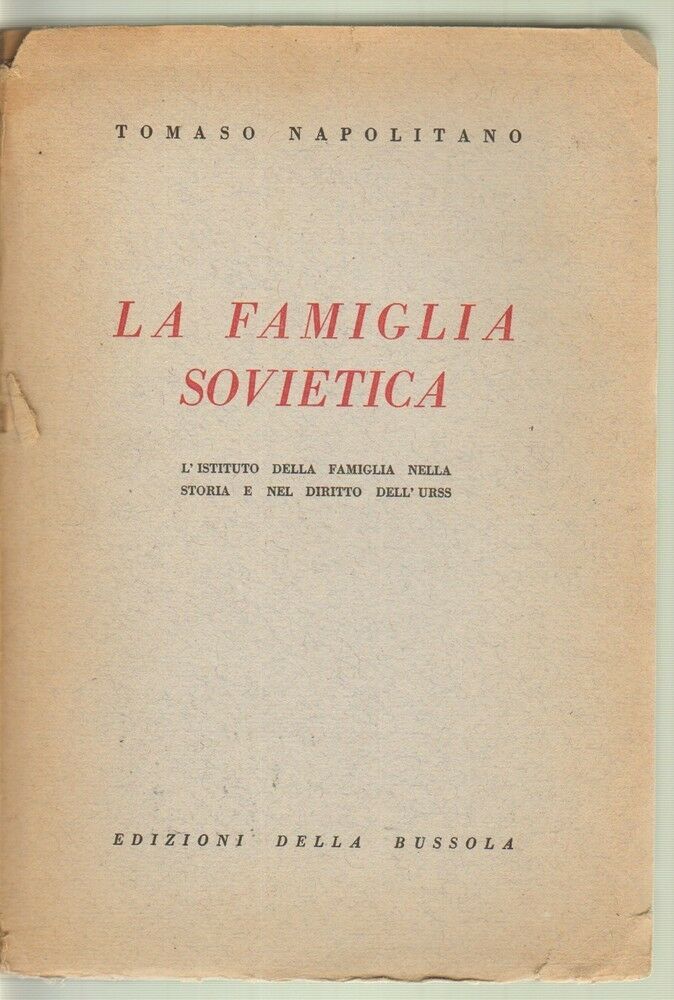 TOMASO NAPOLITANO
LA FAMIGLIA
SOVIETICA
L'ISTITUTO DELLA FAMIGLIA NELLA
STORIA E NEL DIRITTO DELL'URSS
EDIZIONI DELLA BUSSOLA